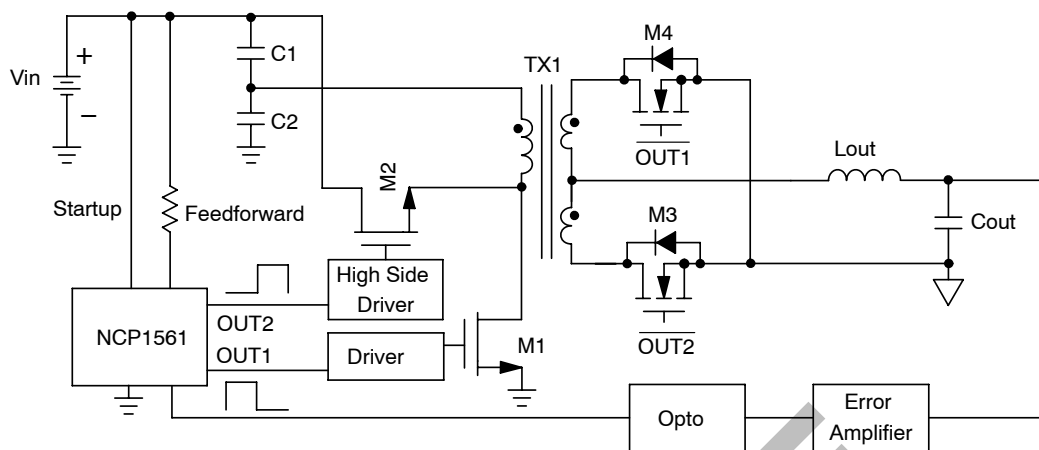 Vin
+
−
C1
C2
TX1
M4
OUT1
Lout
Cout
M2
M3
OUT2
Startup
Feedforward
High Side
Driver
NCP1561
OUT2
OUT1
Driver
M1
Opto
Error
Amplifier